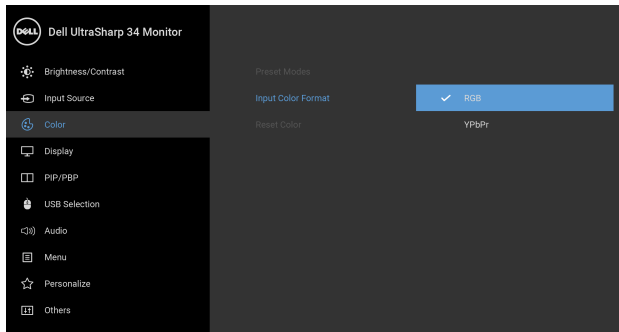 DELL Dell UltraSharp 34 Monitor
Brightness/Contrast
Input Source
Color
Display
PIP/PBP
USB Selection
Audio
Menu
Personalize
Others
Preset Modes
Input Color Format
Reset Color
RGB
YPbPr